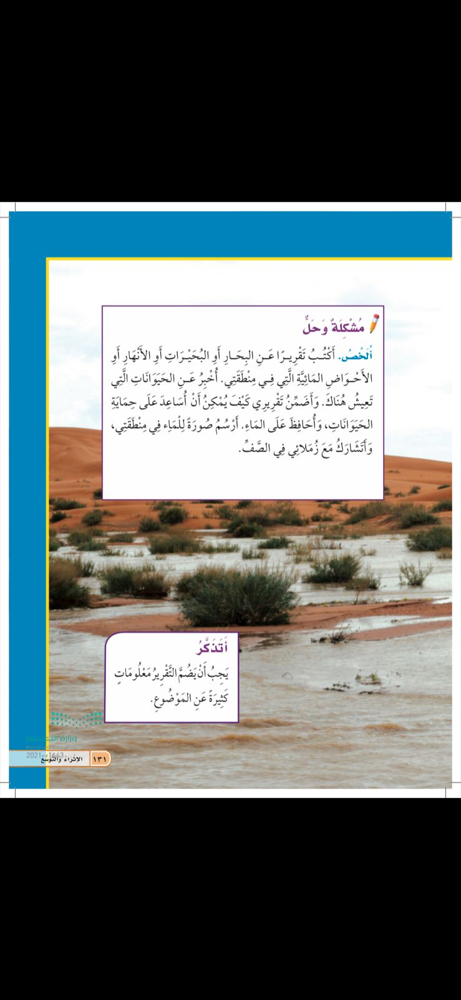 مُشْكِلَةٌ وَحَلٌّ
أُلَخِّصُ. أَكْتُبُ تَقْرِيرًا عَنِ البِحَارِ أَوِ البُحَيْرَاتِ أَوِ الأَنْهَارِ أَوِ
الأَحْوَاضِ المَائِيَّةِ الَّتِي فِي مِنْطَقَتِي. أُخْبِرُ عَنِ الحَيَوَانَاتِ الَّتِي
تَعِيشُ هُنَاكَ. وَأُضَمِّنُ تَقْرِيرِي كَيْفَ يُمْكِنُ أَنْ أُسَاعِدَ عَلَى حِمَايَةِ
الحَيَوَانَاتِ، وَأُحَافِظَ عَلَى المَاءِ. أَرْسُمُ صُورَةً لِلْمَاءِ فِي مِنْطَقَتِي،
وَأَتَشَارَكُ مَعَ زُمَلائِي فِي الصَّفِّ.
أَتَذَكَّرُ
يَجِبُ أَنْ يَضُمَّ التَّقْرِيرُ مَعْلُومَاتٍ
كَثِيرَةً عَنِ المَوْضُوعِ.
وزارة التعليم
Ministry of Education
2021 - 1443
١٣١ الإثراء والتوسع